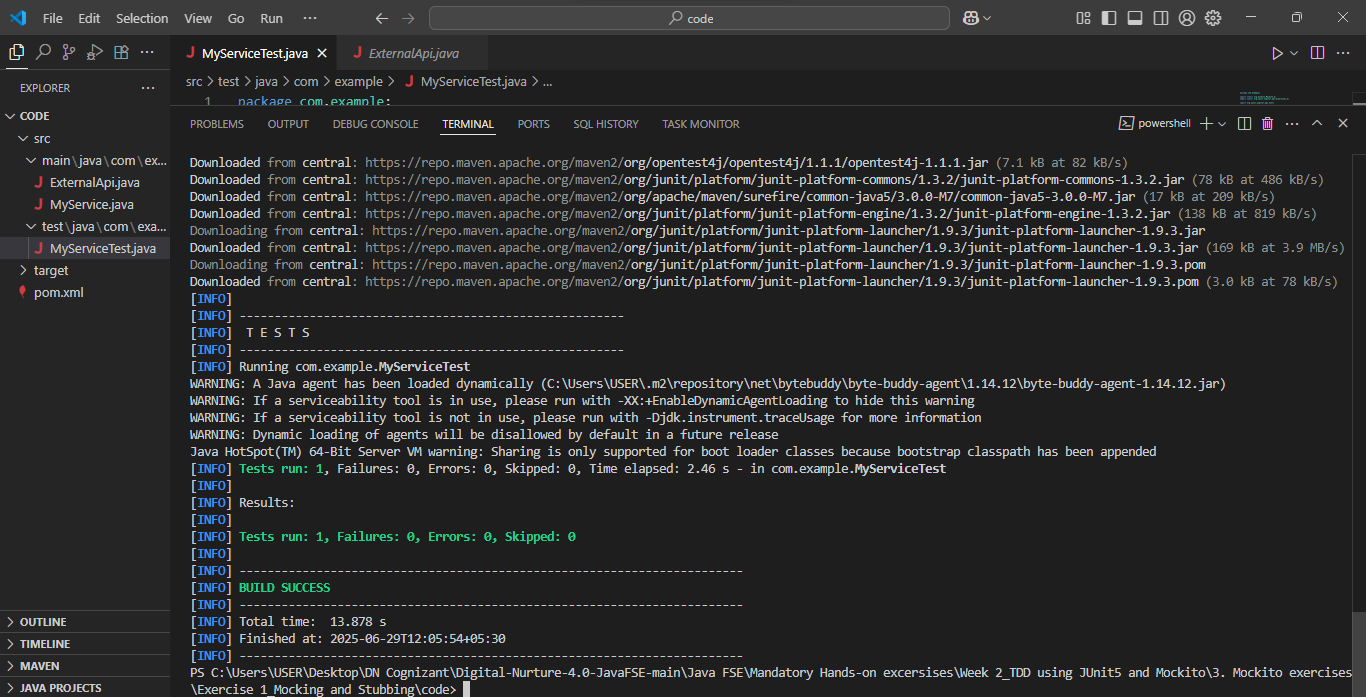 File Edit Selection View Go Run ··· code
MyServiceTest.java ExternalApi.java
EXPLORER
src > test > java > com > example > MyServiceTest.java > ...
1 package com.example;
CODE
src
main\java\com\ex...
ExternalApi.java
MyService.java
test\java\com\exa...
MyServiceTest.java
target
pom.xml
OUTLINE
TIMELINE
MAVEN
JAVA PROJECTS
PROBLEMS OUTPUT DEBUG CONSOLE TERMINAL PORTS SQL HISTORY TASK MONITOR powershell
Downloaded from central: https://repo.maven.apache.org/maven2/org/opentest4j/opentest4j/1.1.1/opentest4j-1.1.1.jar (7.1 kB at 82 kB/s)
Downloaded from central: https://repo.maven.apache.org/maven2/org/junit/platform/junit-platform-commons/1.3.2/junit-platform-commons-1.3.2.jar (78 kB at 486 kB/s)
Downloaded from central: https://repo.maven.apache.org/maven2/org/apache/maven/surefire/common-java5/3.0.0-M7/common-java5-3.0.0-M7.jar (17 kB at 209 kB/s)
Downloaded from central: https://repo.maven.apache.org/maven2/org/junit/platform/junit-platform-engine/1.3.2/junit-platform-engine-1.3.2.jar (138 kB at 819 kB/s)
Downloading from central: https://repo.maven.apache.org/maven2/org/junit/platform/junit-platform-launcher/1.9.3/junit-platform-launcher-1.9.3.jar
Downloaded from central: https://repo.maven.apache.org/maven2/org/junit/platform/junit-platform-launcher/1.9.3/junit-platform-launcher-1.9.3.jar (169 kB at 3.9 MB/s)
Downloading from central: https://repo.maven.apache.org/maven2/org/junit/platform/junit-platform-launcher/1.9.3/junit-platform-launcher-1.9.3.pom
Downloaded from central: https://repo.maven.apache.org/maven2/org/junit/platform/junit-platform-launcher/1.9.3/junit-platform-launcher-1.9.3.pom (3.0 kB at 78 kB/s)
[INFO]
[INFO] -------------------------------------------------------
[INFO]  T E S T S
[INFO] -------------------------------------------------------
[INFO] Running com.example.MyServiceTest
WARNING: A Java agent has been loaded dynamically (C:\Users\USER\.m2\repository\net\bytebuddy\byte-buddy-agent\1.14.12\byte-buddy-agent-1.14.12.jar)
WARNING: If a serviceability tool is in use, please run with -XX:+EnableDynamicAgentLoading to hide this warning
WARNING: If a serviceability tool is not in use, please run with -Djdk.instrument.traceUsage for more information
WARNING: Dynamic loading of agents will be disallowed by default in a future release
Java HotSpot(TM) 64-Bit Server VM warning: Sharing is only supported for boot loader classes because bootstrap classpath has been appended
[INFO] Tests run: 1, Failures: 0, Errors: 0, Skipped: 0, Time elapsed: 2.46 s - in com.example.MyServiceTest
[INFO]
[INFO] Results:
[INFO]
[INFO] Tests run: 1, Failures: 0, Errors: 0, Skipped: 0
[INFO]
[INFO] ------------------------------------------------------------------------
[INFO] BUILD SUCCESS
[INFO] ------------------------------------------------------------------------
[INFO] Total time:  13.878 s
[INFO] Finished at: 2025-06-29T12:05:54+05:30
[INFO] ------------------------------------------------------------------------
PS C:\Users\USER\Desktop\DN Cognizant\Digital-Nurture-4.0-JavaFSE-main\Java FSE\Mandatory Hands-on excersises\Week 2_TDD using JUnit5 and Mockito\3. Mockito exercises
\Exercise 1_Mocking and Stubbing\code>